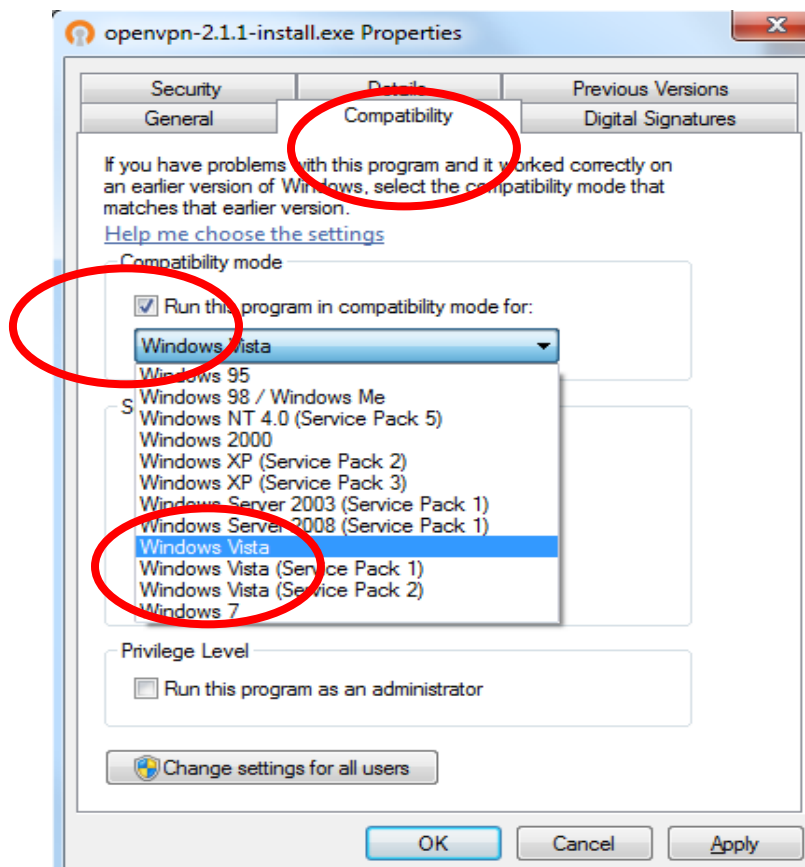 openvpn-2.1.1-install.exe Properties
Security Details Previous Versions
General Compatibility Digital Signatures
If you have problems with this program and it worked correctly on
an earlier version of Windows, select the compatibility mode that
matches that earlier version.
Help me choose the settings
Compatibility mode
Run this program in compatibility mode for:
Windows Vista
Windows 95
S
Windows 98 / Windows Me
Windows NT 4.0 (Service Pack 5)
Windows 2000
Windows XP (Service Pack 2)
Windows XP (Service Pack 3)
Windows Server 2003 (Service Pack 1)
Windows Server 2008 (Service Pack 1)
Windows Vista
Windows Vista (Service Pack 1)
Windows Vista (Service Pack 2)
Windows 7
Privilege Level
Run this program as an administrator
Change settings for all users
OK Cancel Apply